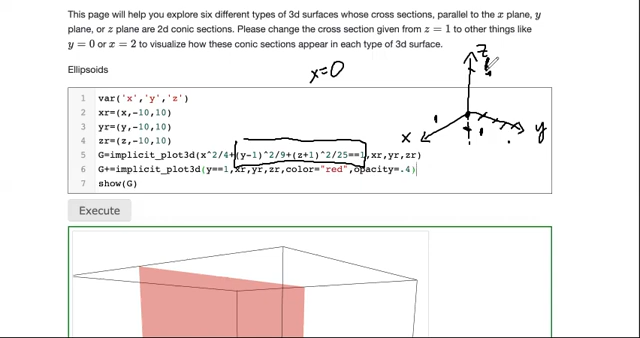 This page will help you explore six different types of 3d surfaces whose cross sections, parallel to the x plane, y
plane, or z plane are 2d conic sections. Please change the cross section given from z = 1 to other things like
y = 0 or x = 2 to visualize how these conic sections appear in each type of 3d surface.
Ellipsoids
x=0
z
x
y
1 var('x','y','z')
2 xr=(x,-10,10)
3 yr=(y,-10,10)
4 zr=(z,-10,10)
5 G=implicit_plot3d(x^2/4+(y-1)^2/9+(z+1)^2/25==1,xr,yr,zr)
6 G+=implicit_plot3d(y==1,xr,yr,zr,color="red",opacity=.4)
7 show(G)
Execute